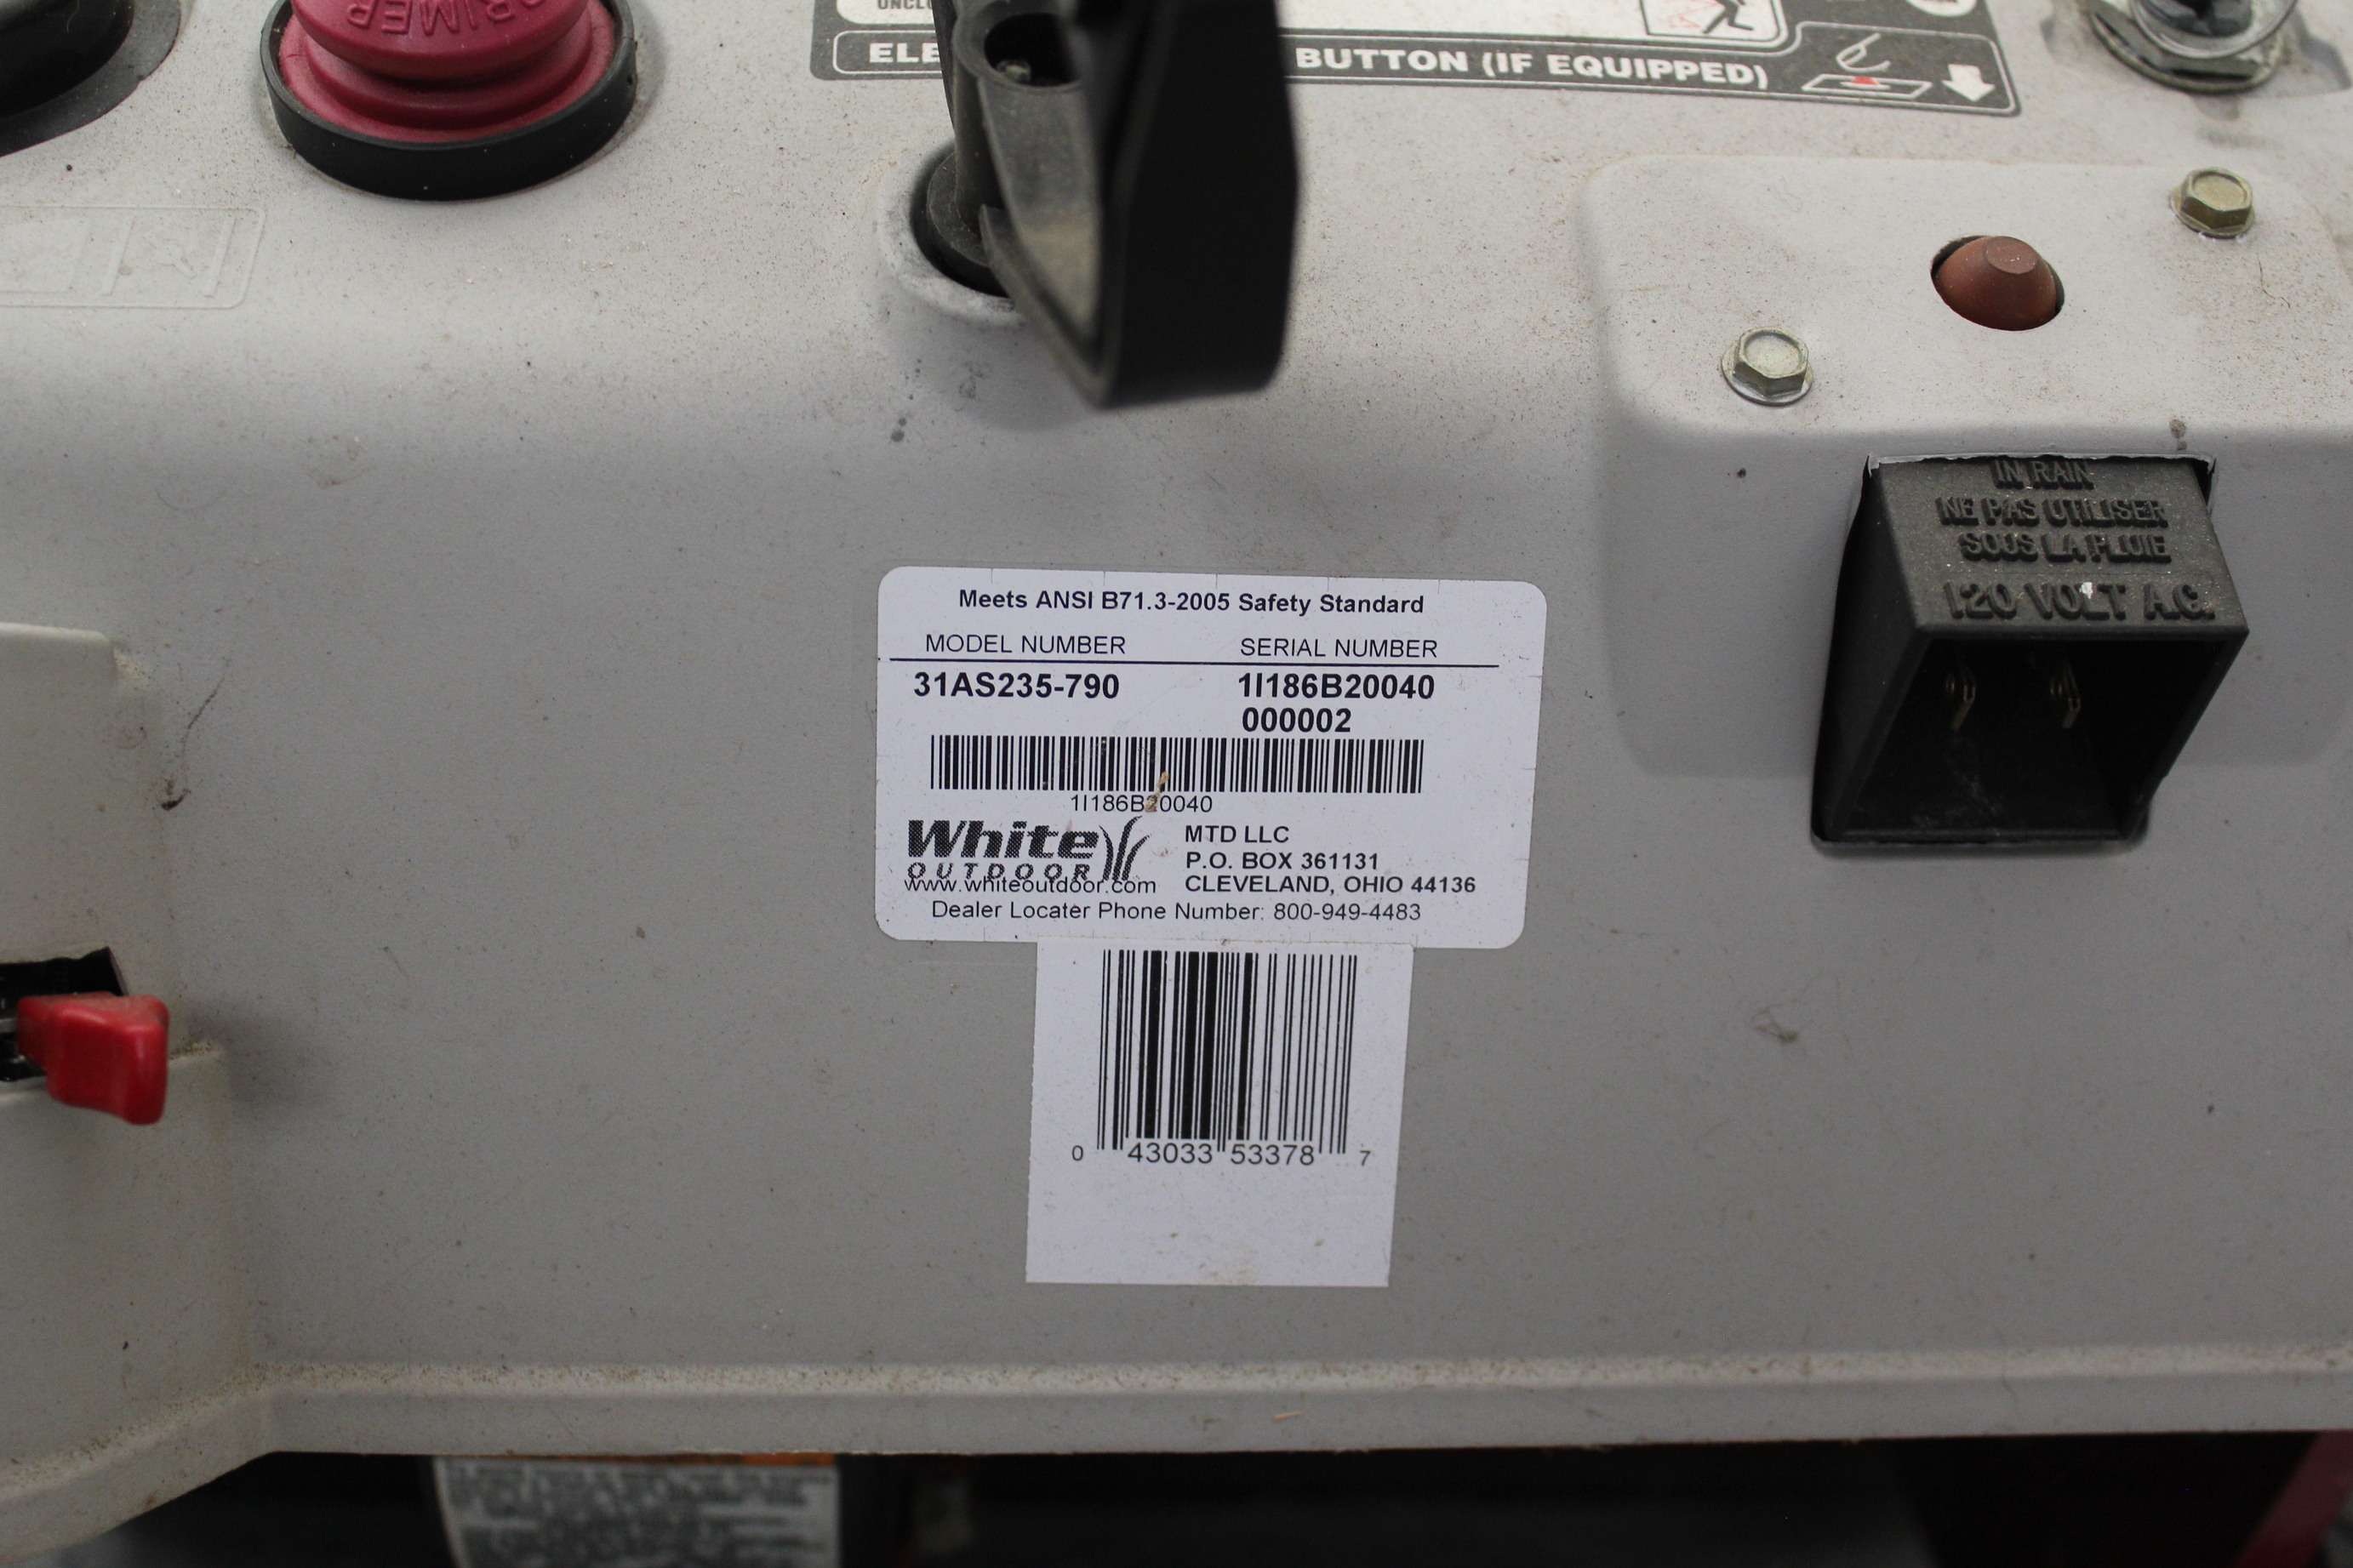 PRIMER
BUTTON (IF EQUIPPED)
IN RAIN
NE PAS UTILISER
SOUS LA PLUIE
120 VOLT A.C.
Meets ANSI B71.3-2005 Safety Standard
MODEL NUMBER SERIAL NUMBER
31AS235-790 1I186B20040
000002
1I186B20040
White
OUTDOOR
www.whiteoutdoor.com
MTD LLC
P.O. BOX 361131
CLEVELAND, OHIO 44136
Dealer Locater Phone Number: 800-949-4483
0 43033 53378 7